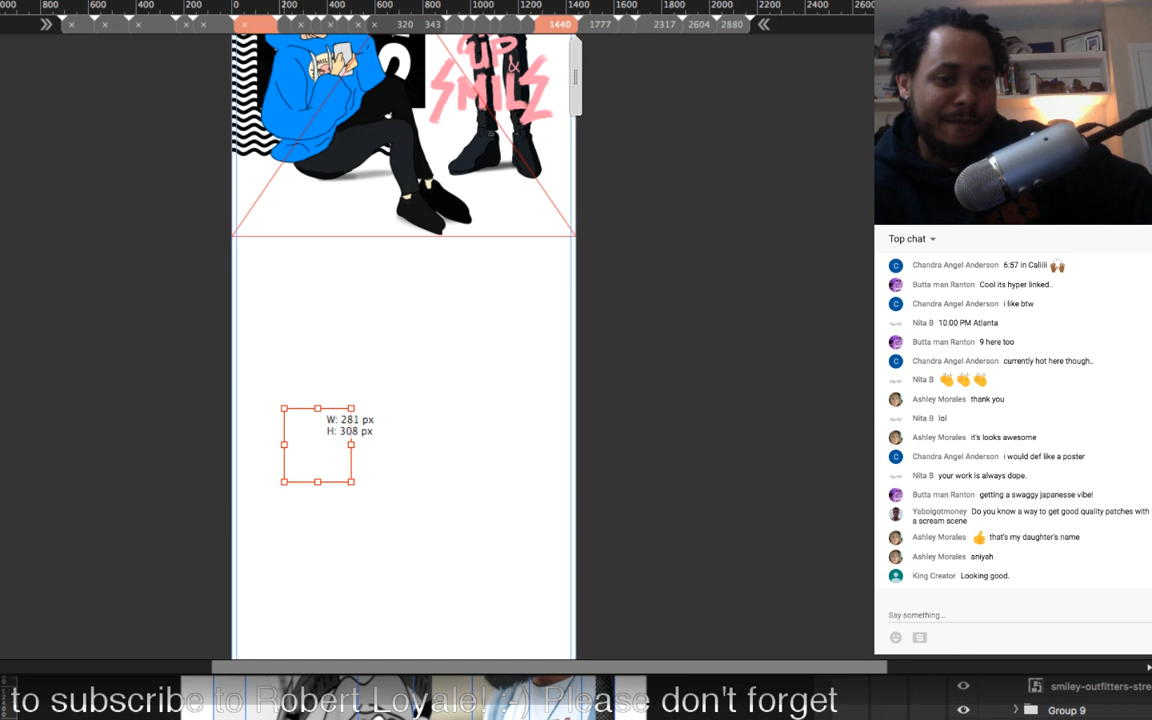 000 800 600 400 200 0 200 400 600 800 1000 1200 1400 1600 1800 2000 2200 2400 2600
320 343 1440 1777 2317 2604 2880
UP
&
SMILE
W: 281 px
H: 308 px
Top chat
C Chandra Angel Anderson 6:57 in Caliiii
Butta man Ranton Cool its hyper linked..
C Chandra Angel Anderson i like btw
Nita B 10:00 PM Atlanta
Butta man Ranton 9 here too
C Chandra Angel Anderson currently hot here though..
Nita B 👏 👏 👏
Ashley Morales thank you
Nita B lol
Ashley Morales it's looks awesome
C Chandra Angel Anderson i would def like a poster
Nita B your work is always dope.
Butta man Ranton getting a swaggy japanesse vibe!
Yaboigotmoney Do you know a way to get good quality patches with
a scream scene
Ashley Morales 👍 that's my daughter's name
Ashley Morales aniyah
King Creator Looking good.
Say something...
to subscribe to Robert Loyale! :-) Please don't forget
smiley-outfitters-stre
Group 9